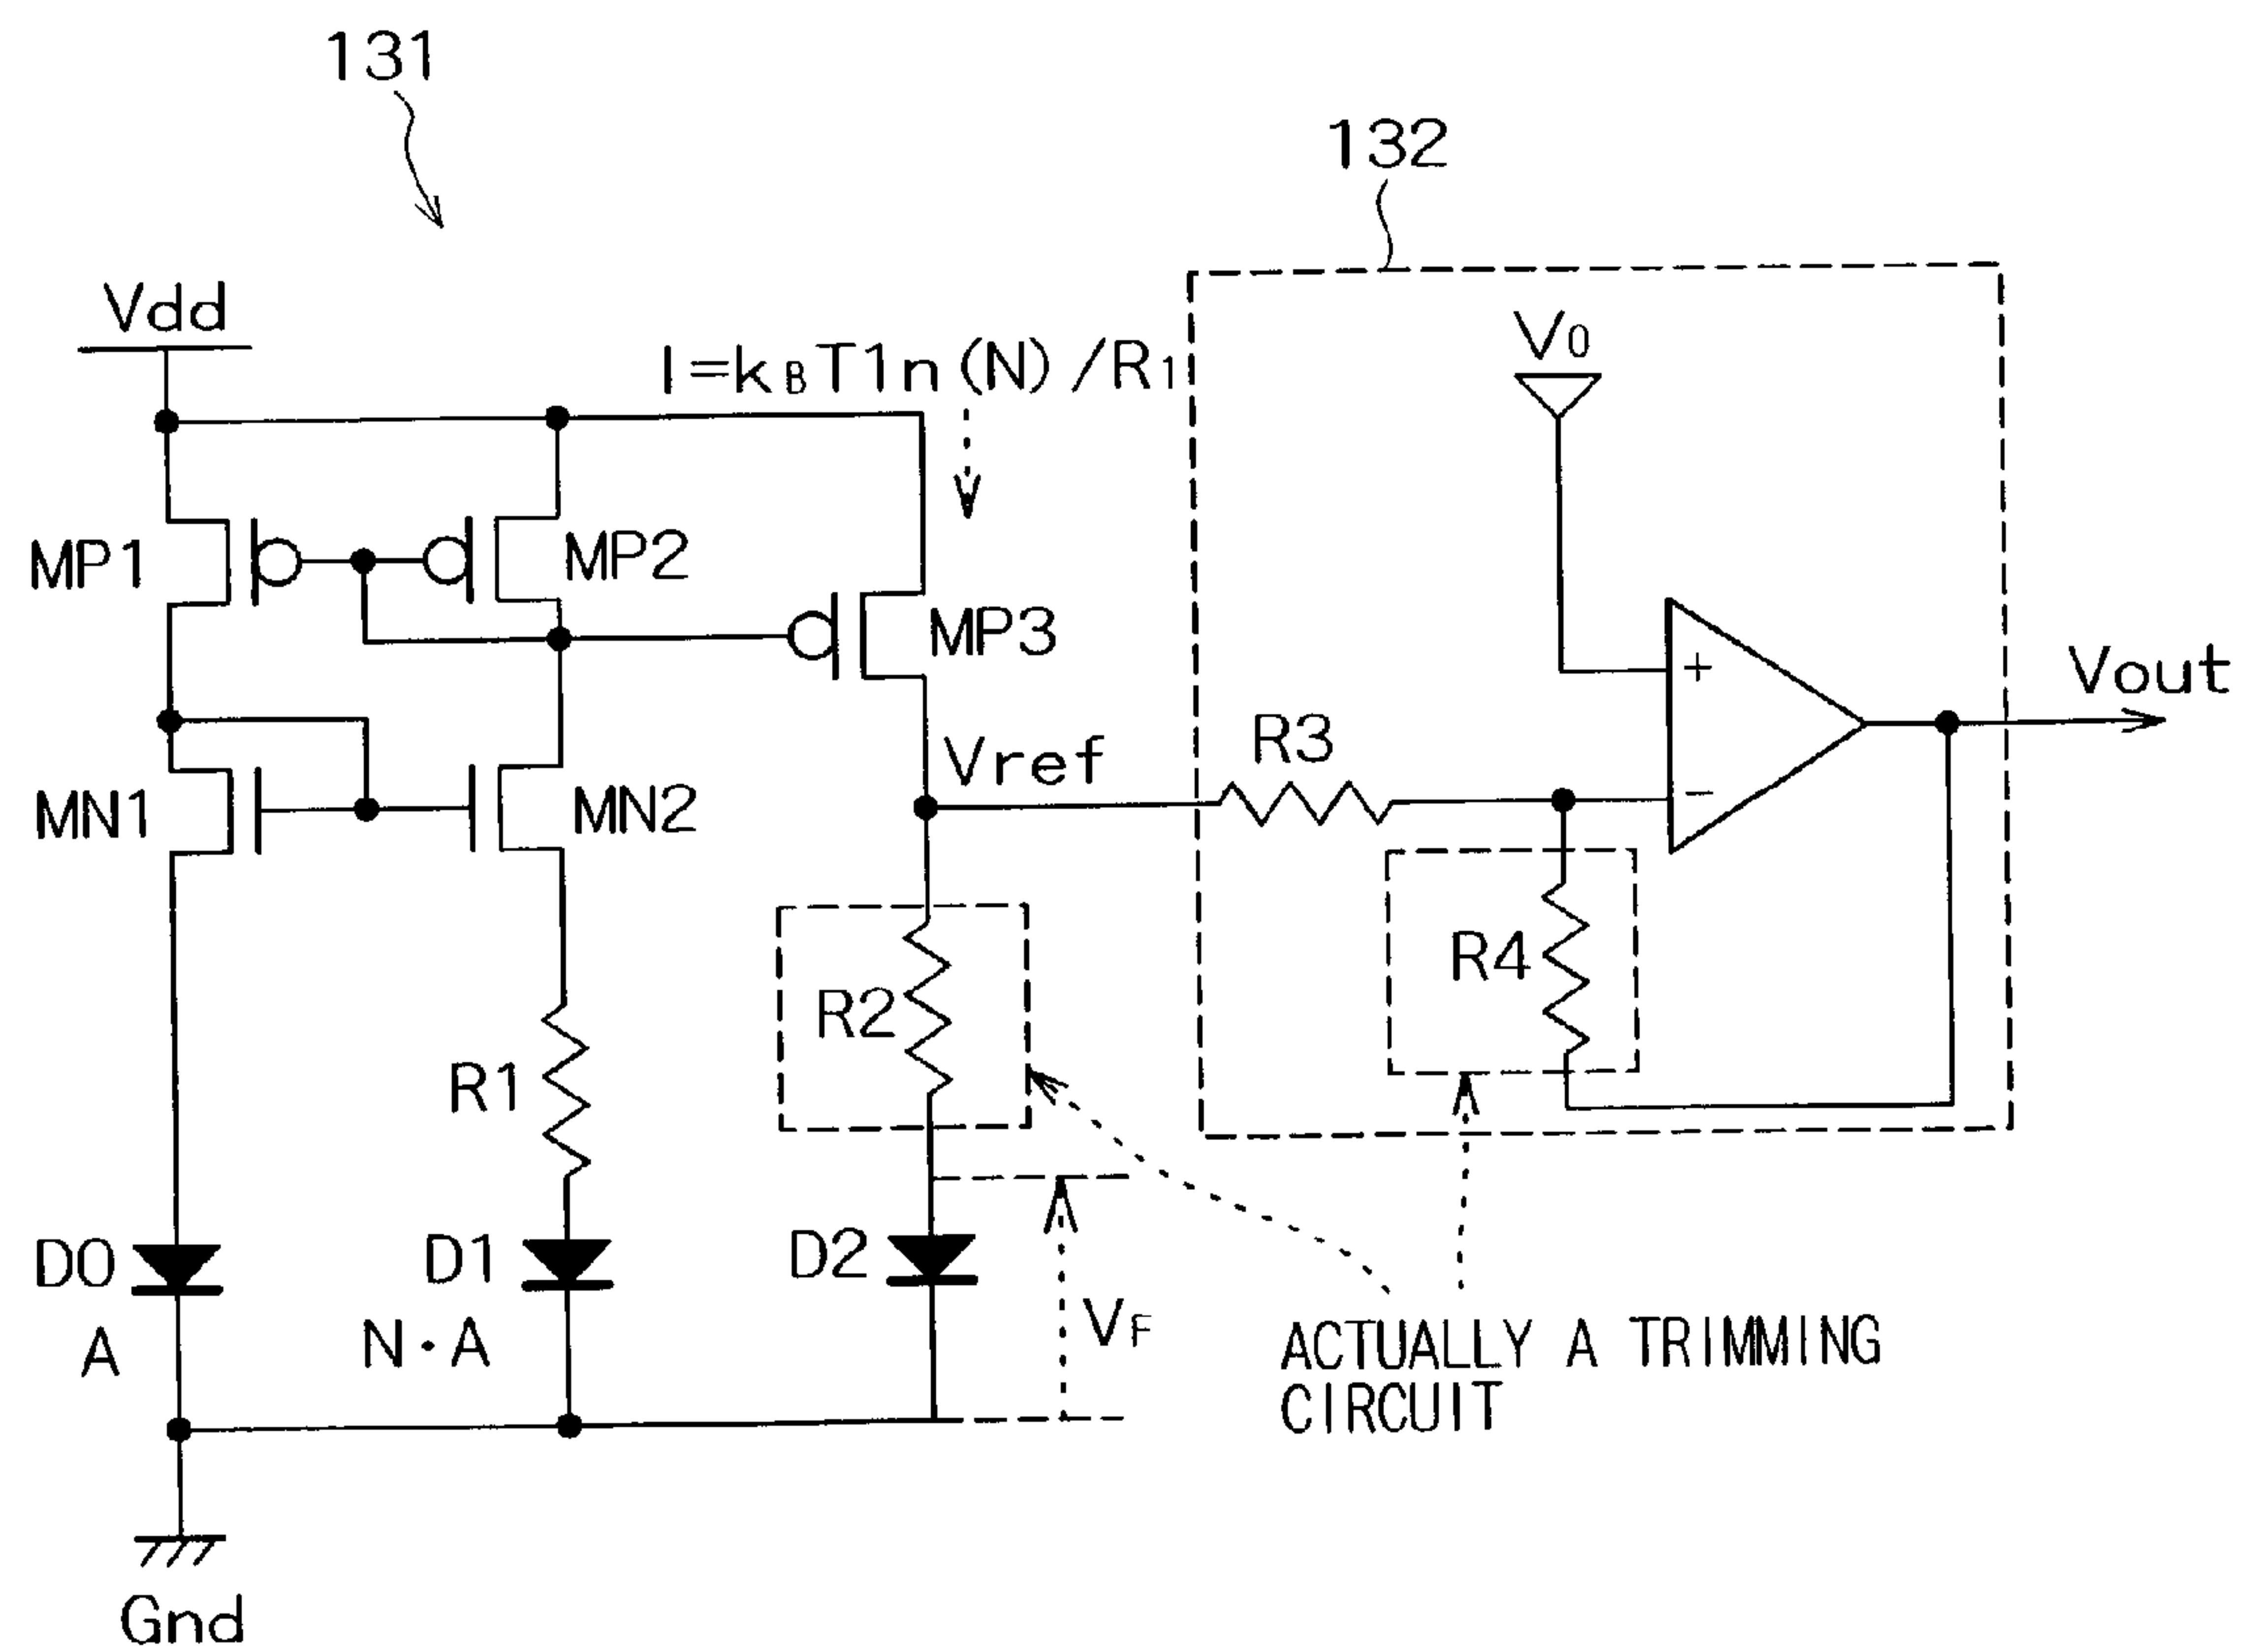 131
132
Vdd
V0
I=kBT1n(N)/R1
MP1
MP2
MP3
Vout
R3
Vref
MN1
MN2
+
−
R4
R2
R1
D0
D1
D2
VF
A
N·A
ACTUALLY A TRIMMING
CIRCUIT
Gnd